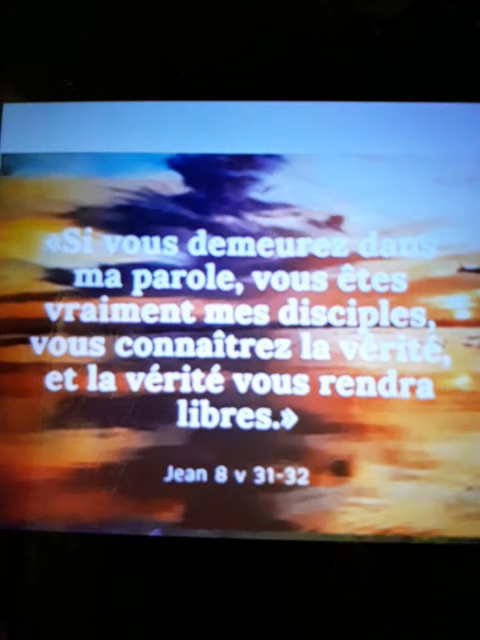 «Si vous demeurez dans
ma parole, vous êtes
vraiment mes disciples,
vous connaîtrez la vérité,
et la vérité vous rendra
libres.»
Jean 8 v 31-32